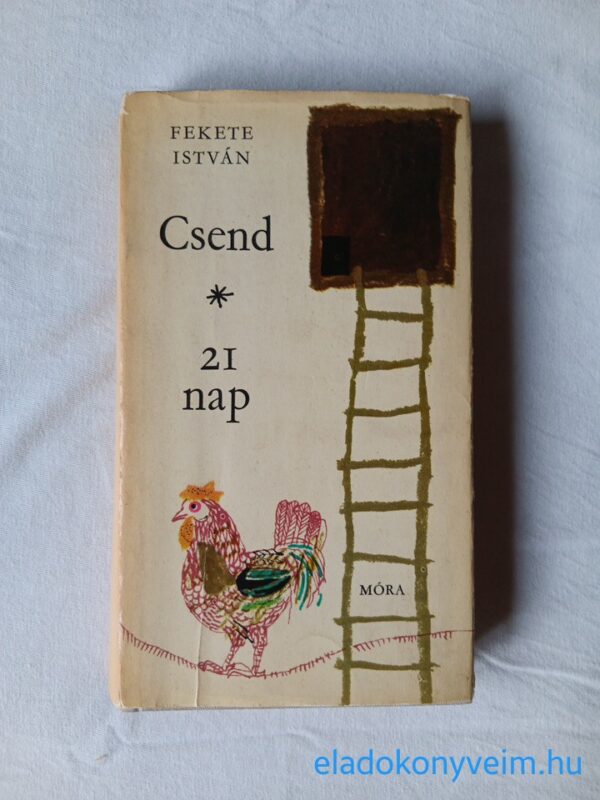 FEKETE
ISTVÁN
Csend
*
21
nap
MÓRA
eladokonyveim.hu